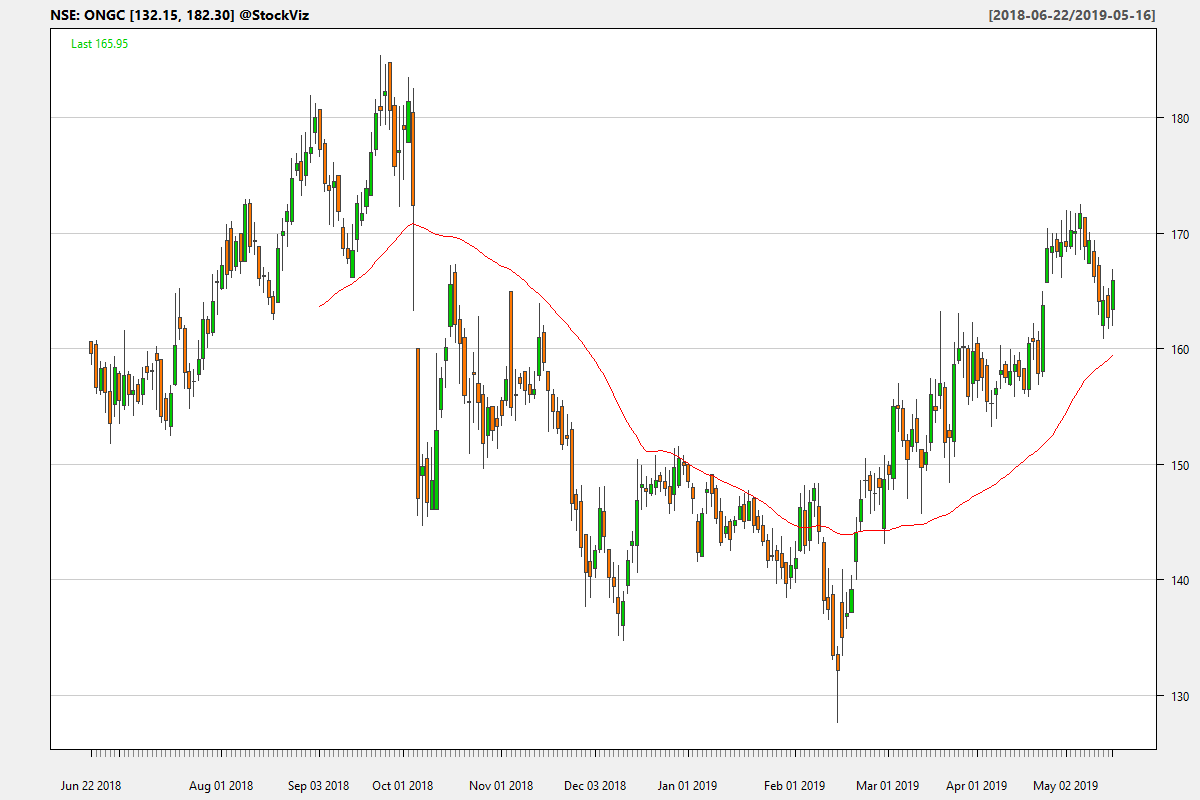 NSE: ONGC [132.15, 182.30] @StockViz [2018-06-22/2019-05-16]
Last 165.95
180
170
160
150
140
130
Jun 22 2018 Aug 01 2018 Sep 03 2018 Oct 01 2018 Nov 01 2018 Dec 03 2018 Jan 01 2019 Feb 01 2019 Mar 01 2019 Apr 01 2019 May 02 2019